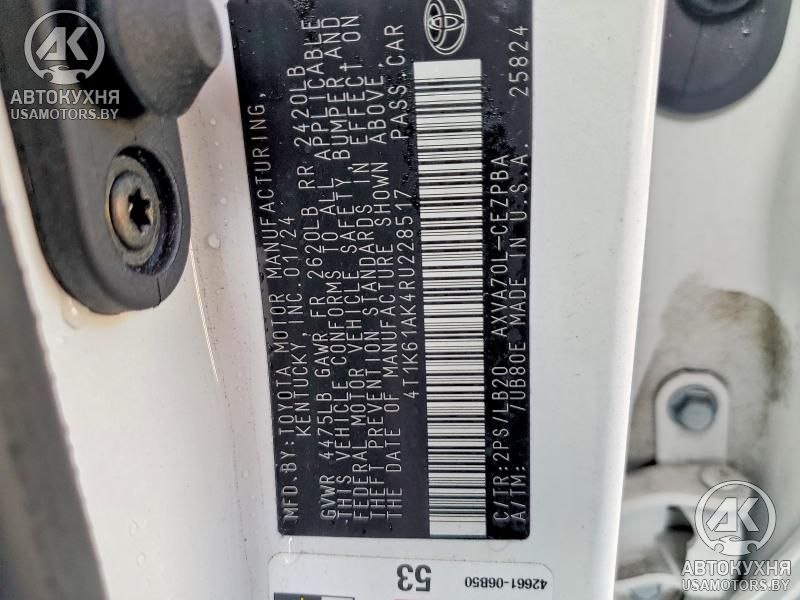 AK
АВТОКУХНЯ
USAMOTORS.BY
MFD. BY: TOYOTA MOTOR MANUFACTURING,
KENTUCKY, INC. 01/24
GVWR 4475LB GAWR FR 2620LB RR 2420LB
THIS VEHICLE CONFORMS TO ALL APPLICABLE
FEDERAL MOTOR VEHICLE SAFETY, BUMPER AND
THEFT PREVENTION STANDARDS IN EFFECT ON
THE DATE OF MANUFACTURE SHOWN ABOVE.
4T1K61AK4RU228517 PASS. CAR
C/TR: 2PS/LB20 AXVA70L-CEZPBA 25824
A/TM: /UB80E MADE IN U.S.A.
53
42661-06B50
AK
АВТОКУХНЯ
USAMOTORS.BY